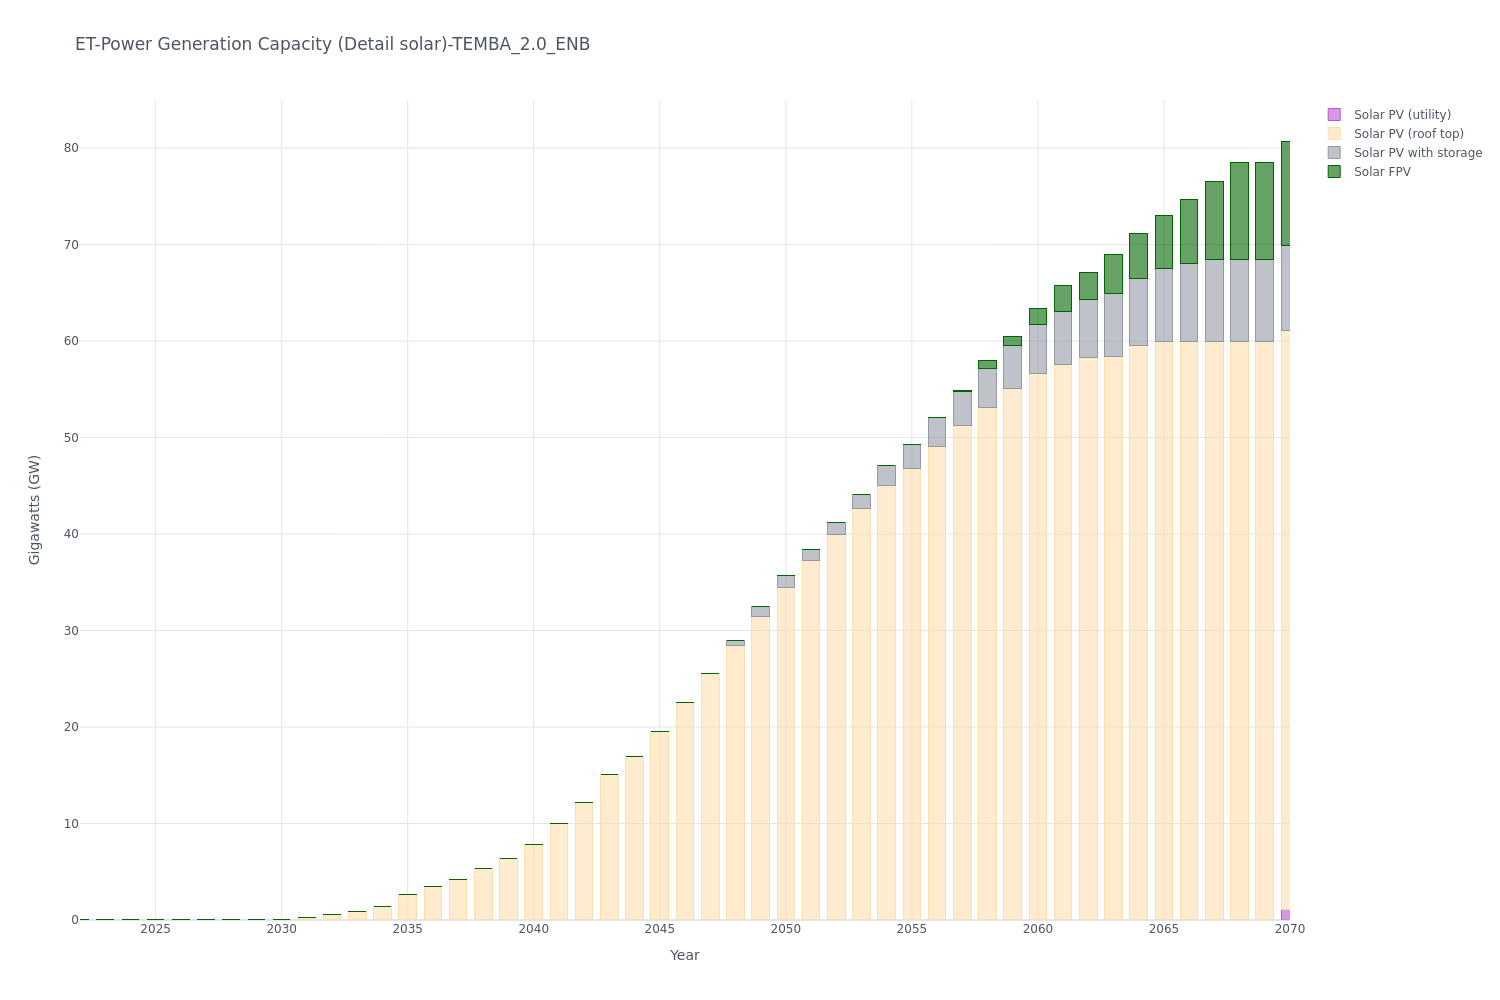 ET-Power Generation Capacity (Detail solar)-TEMBA_2.0_ENB
Solar PV (utility)
Solar PV (roof top)
Solar PV with storage
Solar FPV
80
70
60
50
40
30
20
10
0
Gigawatts (GW)
2025 2030 2035 2040 2045 2050 2055 2060 2065 2070
Year